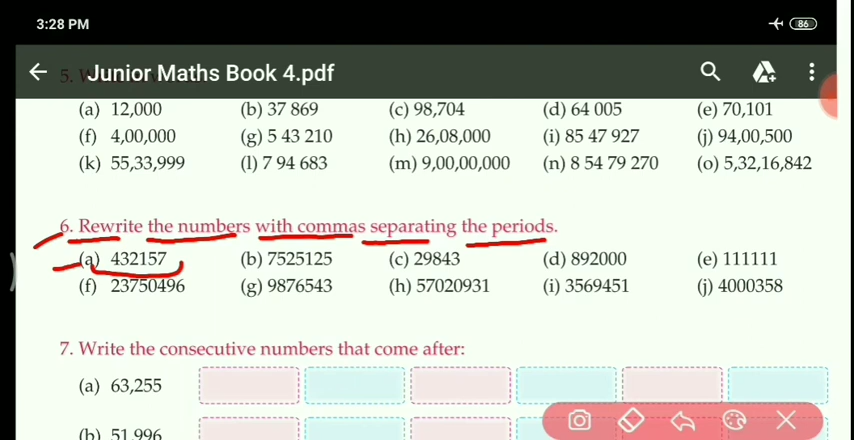 3:28 PM
86
5. W
Junior Maths Book 4.pdf
(a) 12,000 (b) 37 869 (c) 98,704 (d) 64 005 (e) 70,101
(f) 4,00,000 (g) 5 43 210 (h) 26,08,000 (i) 85 47 927 (j) 94,00,500
(k) 55,33,999 (l) 7 94 683 (m) 9,00,00,000 (n) 8 54 79 270 (o) 5,32,16,842
6. Rewrite the numbers with commas separating the periods.
(a) 432157 (b) 7525125 (c) 29843 (d) 892000 (e) 111111
(f) 23750496 (g) 9876543 (h) 57020931 (i) 3569451 (j) 4000358
7. Write the consecutive numbers that come after:
(a) 63,255
(b) 51,996